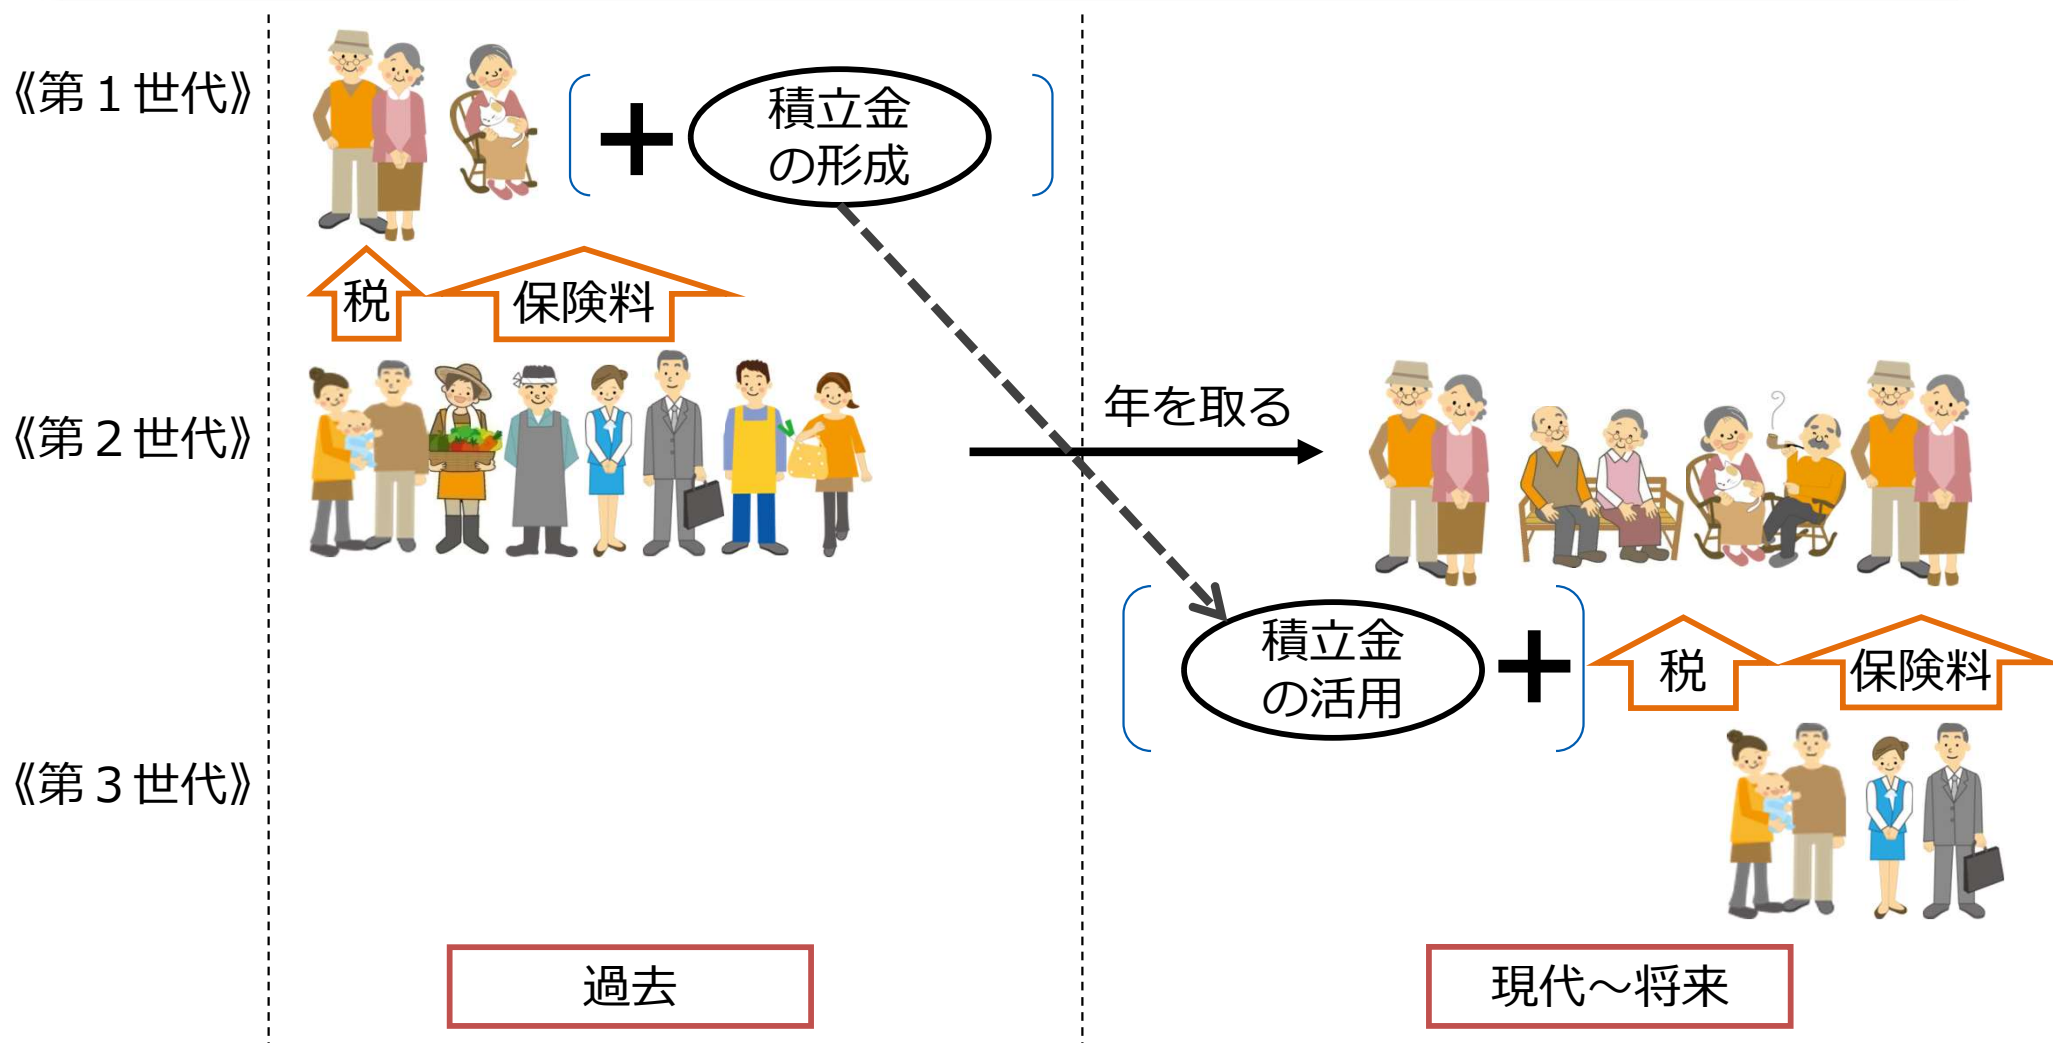 《第１世代》
積立金
の形成
税
保険料
《第２世代》
年を取る
積立金
の活用
税
保険料
《第３世代》
過去
現代～将来